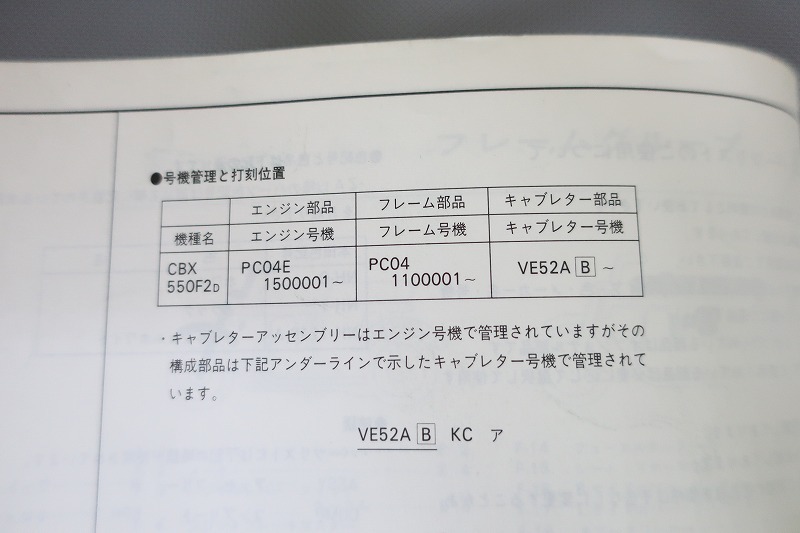 ●号機管理と打刻位置
エンジン部品 フレーム部品 キャブレター部品
機種名 エンジン号機 フレーム号機 キャブレター号機
CBX PC04E PC04 VE52A B ～
550F2D 1500001～ 1100001～
・キャブレターアッセンブリーはエンジン号機で管理されていますがその
構成部品は下記アンダーラインで示したキャブレター号機で管理されて
います。
VE52A B KC ア